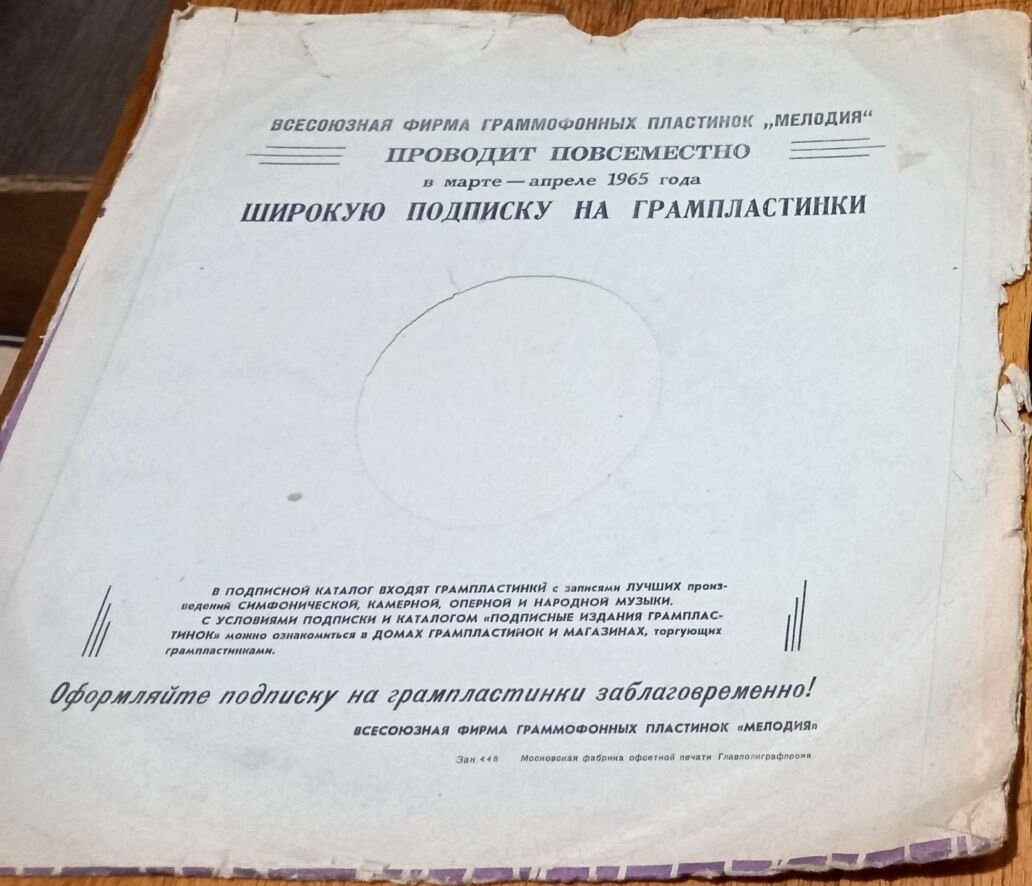 ВСЕСОЮЗНАЯ ФИРМА ГРАММОФОННЫХ ПЛАСТИНОК „МЕЛОДИЯ“
ПРОВОДИТ ПОВСЕМЕСТНО
в марте — апреле 1965 года
ШИРОКУЮ ПОДПИСКУ НА ГРАМПЛАСТИНКИ
В ПОДПИСНОЙ КАТАЛОГ ВХОДЯТ ГРАМПЛАСТИНКИ с записями ЛУЧШИХ произ-
ведений СИМФОНИЧЕСКОЙ, КАМЕРНОЙ, ОПЕРНОЙ И НАРОДНОЙ МУЗЫКИ.
С УСЛОВИЯМИ ПОДПИСКИ И КАТАЛОГОМ «ПОДПИСНЫЕ ИЗДАНИЯ ГРАМПЛАС-
ТИНОК» можно ознакомиться в ДОМАХ ГРАМПЛАСТИНОК И МАГАЗИНАХ, торгующих
грампластинками.
Оформляйте подписку на грампластинки заблаговременно!
ВСЕСОЮЗНАЯ ФИРМА ГРАММОФОННЫХ ПЛАСТИНОК «МЕЛОДИЯ»
Зак. 448 Московская фабрика офсетной печати Главполиграфпрома